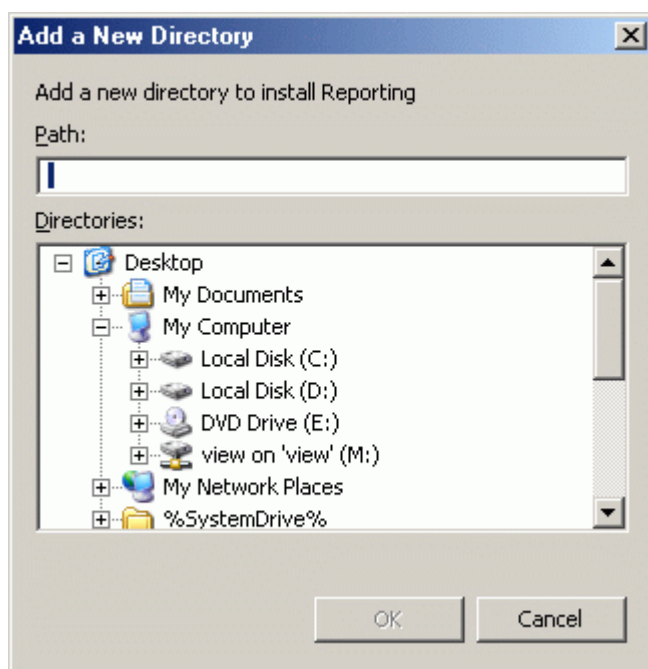 Add a New Directory
Add a new directory to install Reporting
Path:
Directories:
Desktop
My Documents
My Computer
Local Disk (C:)
Local Disk (D:)
DVD Drive (E:)
view on 'view' (M:)
My Network Places
%SystemDrive%
OK Cancel